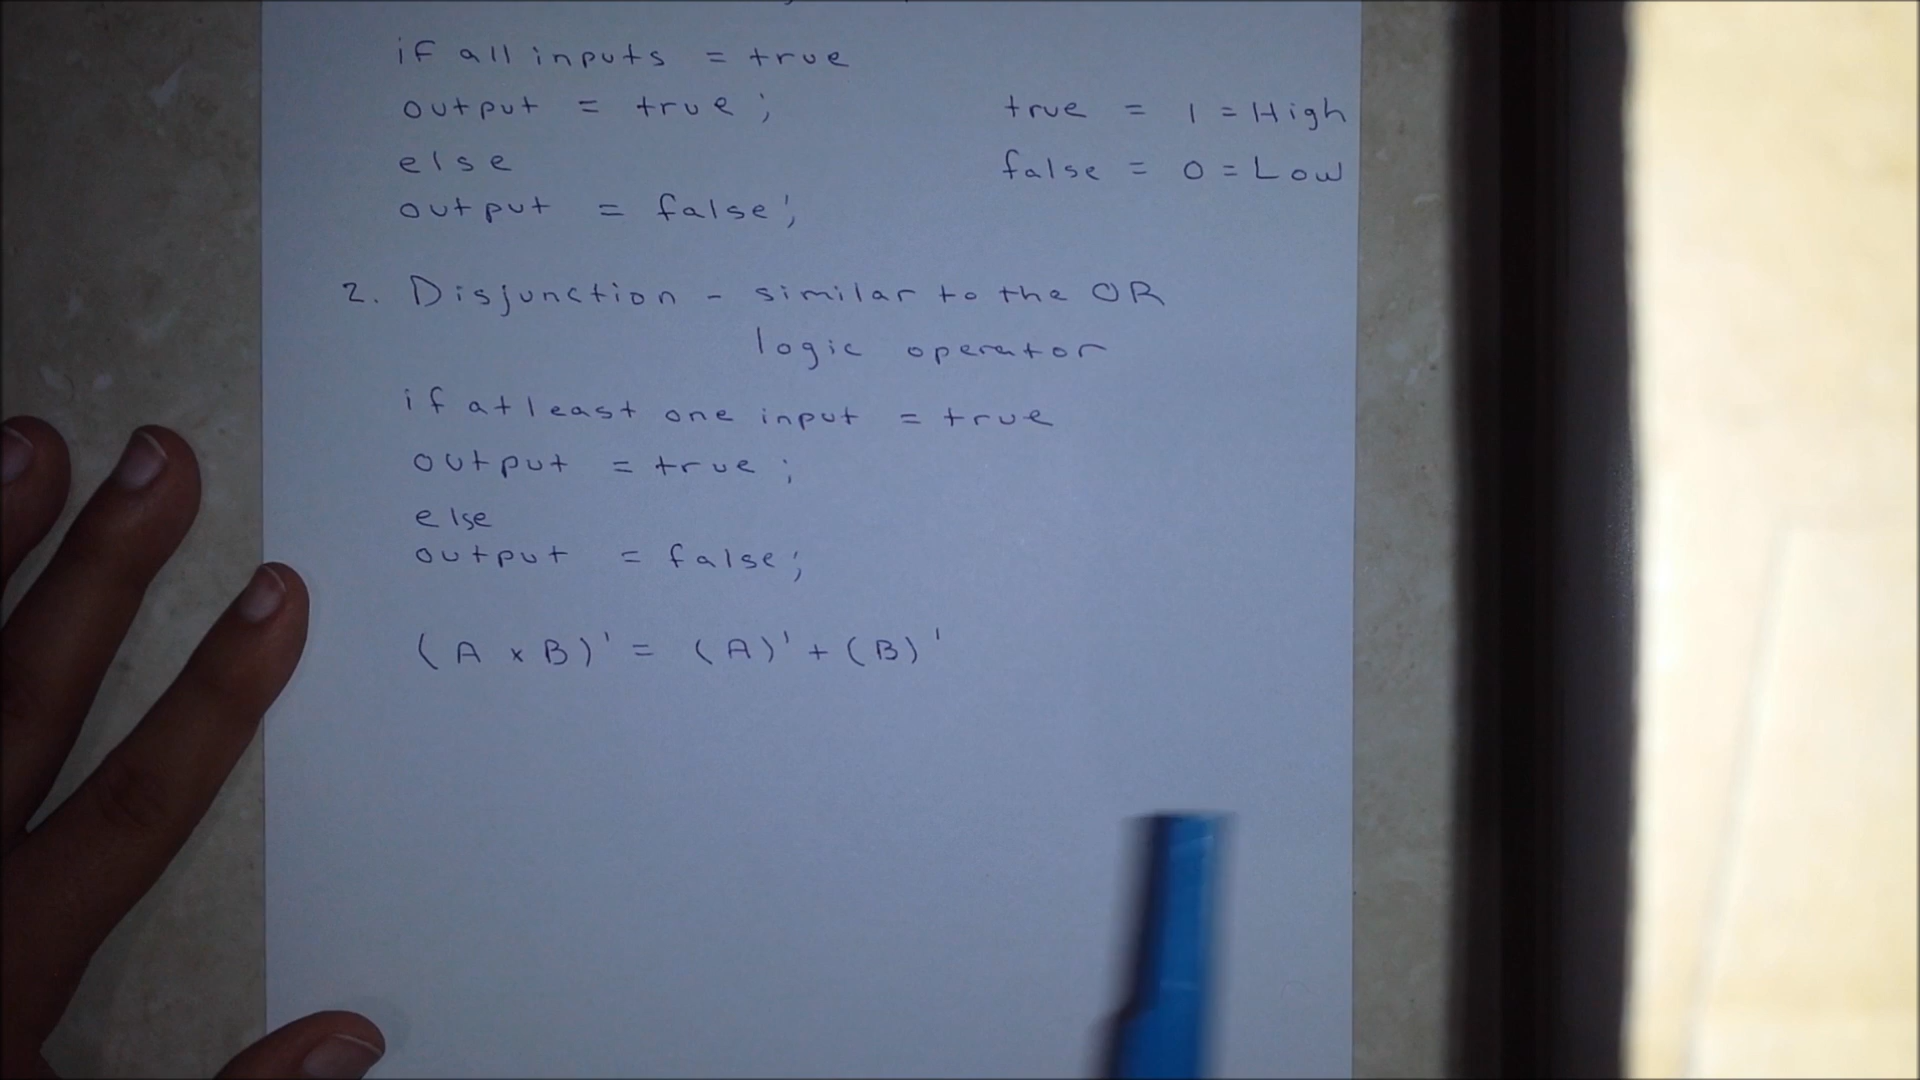 if all inputs = true
output = true ;
true = 1 = High
else
false = 0 = Low
output = false ;
2. Disjunction - similar to the OR
logic operator
if atleast one input = true
output = true ;
else
output = false ;
(A x B)' = (A)' + (B)'